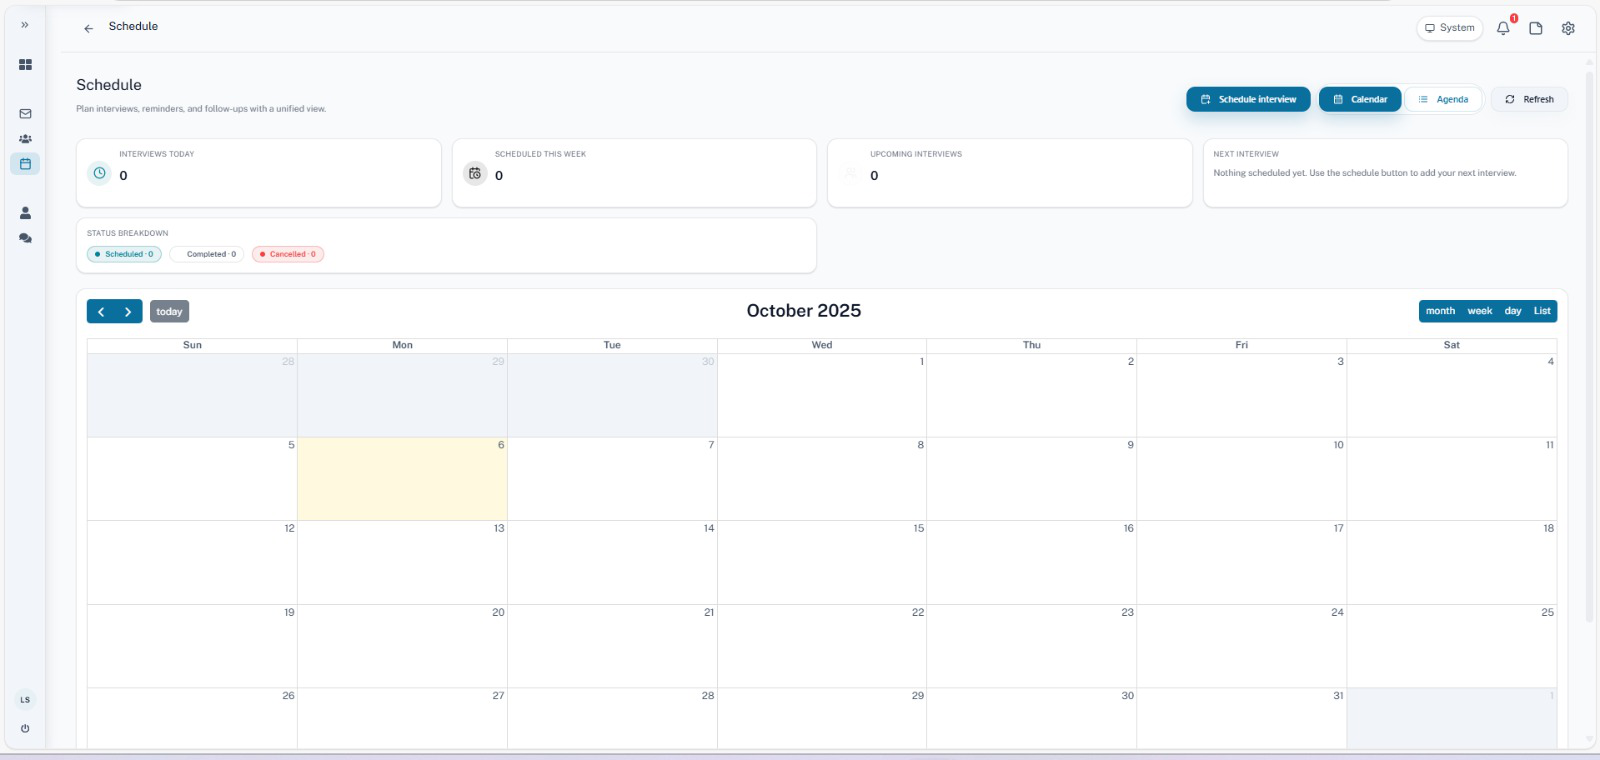 Schedule
System
1
Schedule
Plan interviews, reminders, and follow-ups with a unified view.
Schedule interview
Calendar
Agenda
Refresh
INTERVIEWS TODAY
0
SCHEDULED THIS WEEK
0
UPCOMING INTERVIEWS
0
NEXT INTERVIEW
Nothing scheduled yet. Use the schedule button to add your next interview.
STATUS BREAKDOWN
Scheduled · 0
Completed · 0
Cancelled · 0
today
October 2025
month week day List
Sun Mon Tue Wed Thu Fri Sat
28 29 30 1 2 3 4
5 6 7 8 9 10 11
12 13 14 15 16 17 18
19 20 21 22 23 24 25
26 27 28 29 30 31 1
LS